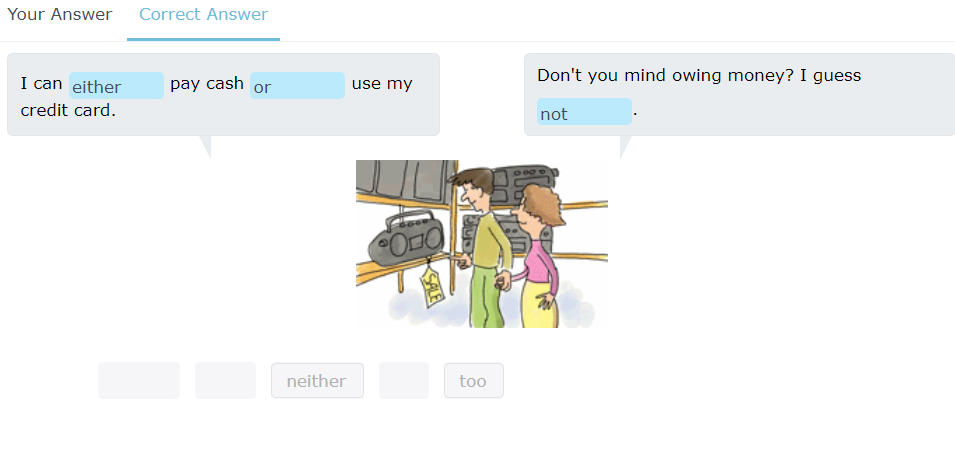 Your Answer
Correct Answer
I can either pay cash or use my
credit card.
Don't you mind owing money? I guess
not .
SALE
neither
too